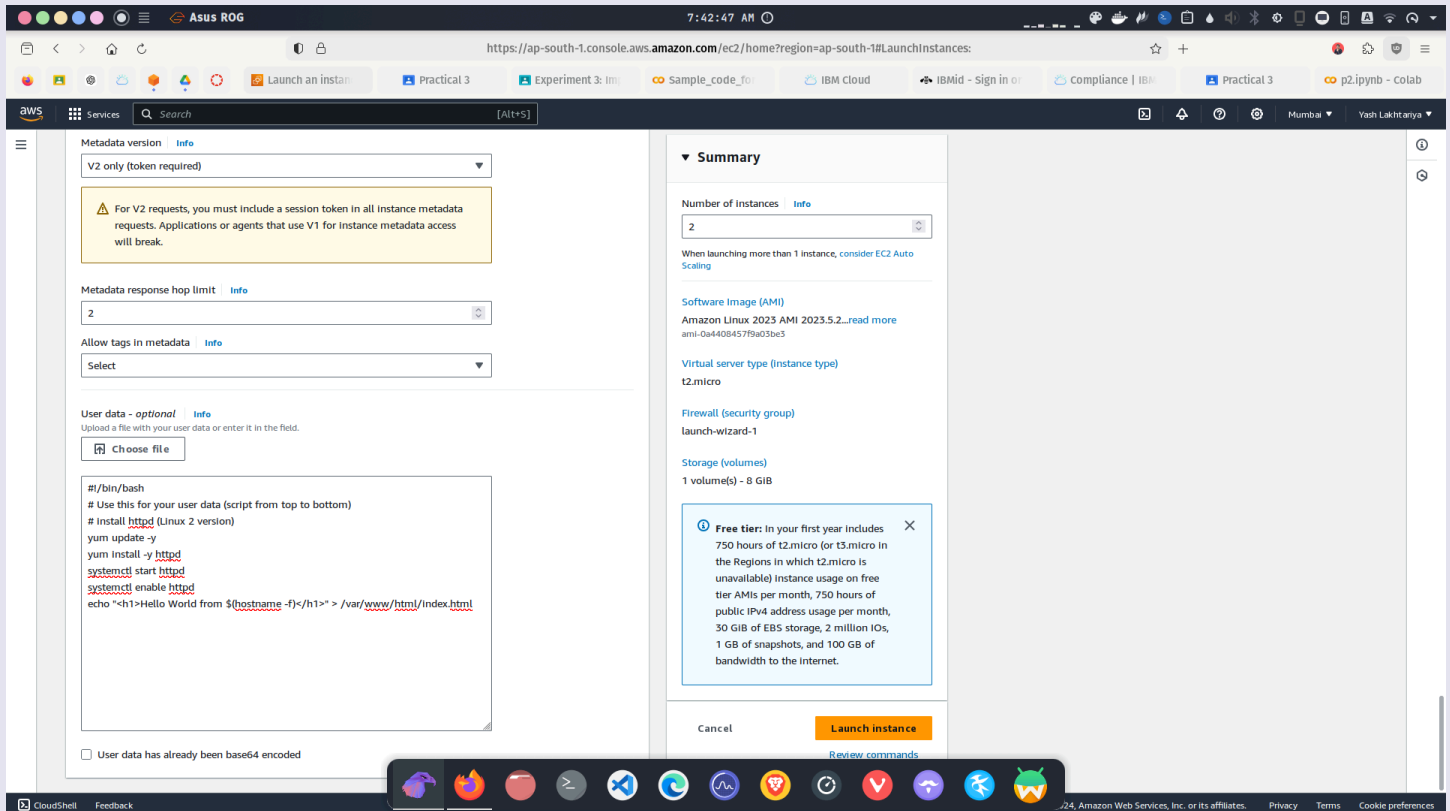 Asus ROG
7:42:47 AM
https://ap-south-1.console.aws.amazon.com/ec2/home?region=ap-south-1#LaunchInstances:
Launch an instan
Practical 3
Experiment 3: Im
Sample_code_fo
IBM Cloud
IBMid - Sign in or
Compliance | IBM
Practical 3
p2.ipynb - Colab
aws
Services
Search
[Alt+S]
Mumbai
Yash Lakhtariya
Metadata version
Info
V2 only (token required)
For V2 requests, you must include a session token in all instance metadata
requests. Applications or agents that use V1 for instance metadata access
will break.
Metadata response hop limit
Info
2
Allow tags in metadata
Info
Select
User data - optional
Info
Upload a file with your user data or enter it in the field.
Choose file
#!/bin/bash
# Use this for your user data (script from top to bottom)
# install httpd (Linux 2 version)
yum update -y
yum install -y httpd
systemctl start httpd
systemctl enable httpd
echo "<h1>Hello World from $(hostname -f)</h1>" > /var/www/html/index.html
User data has already been base64 encoded
Summary
Number of instances
Info
2
When launching more than 1 instance, consider EC2 Auto
Scaling
Software Image (AMI)
Amazon Linux 2023 AMI 2023.5.2...read more
ami-0a4408457f9a03be3
Virtual server type (instance type)
t2.micro
Firewall (security group)
launch-wizard-1
Storage (volumes)
1 volume(s) - 8 GiB
Free tier: In your first year includes
750 hours of t2.micro (or t3.micro in
the Regions in which t2.micro is
unavailable) instance usage on free
tier AMIs per month, 750 hours of
public IPv4 address usage per month,
30 GiB of EBS storage, 2 million IOs,
1 GB of snapshots, and 100 GB of
bandwidth to the internet.
Cancel
Launch instance
Review commands
CloudShell
Feedback
24, Amazon Web Services, Inc. or its affiliates.
Privacy
Terms
Cookie preferences